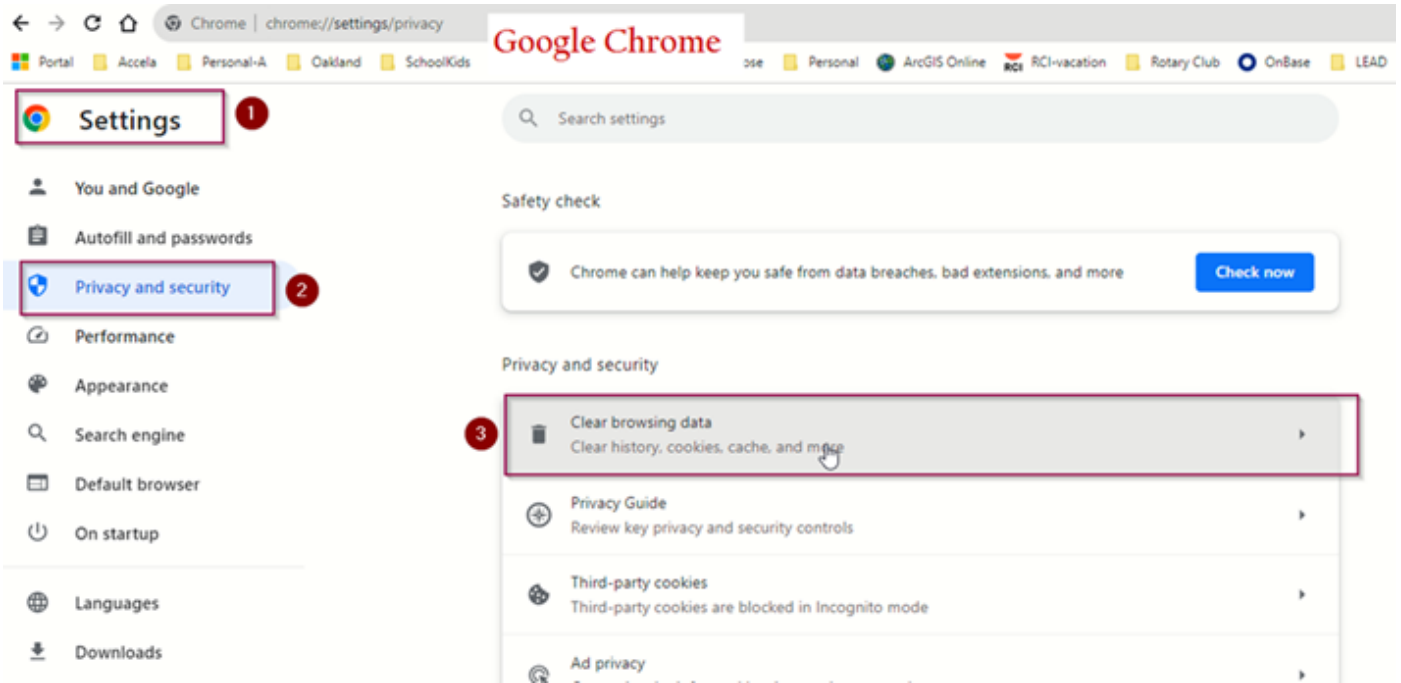 Chrome | chrome://settings/privacy
Google Chrome
Portal Accela Personal-A Oakland SchoolKids Personal ArcGIS Online RCI RCI-vacation Rotary Club OnBase LEAD
Settings 1
Search settings
You and Google
Safety check
Autofill and passwords
Chrome can help keep you safe from data breaches, bad extensions, and more Check now
Privacy and security 2
Performance
Privacy and security
Appearance
3 Clear browsing data
Clear history, cookies, cache, and more
Search engine
Default browser
Privacy Guide
Review key privacy and security controls
On startup
Third-party cookies
Third-party cookies are blocked in Incognito mode
Languages
Downloads
Ad privacy